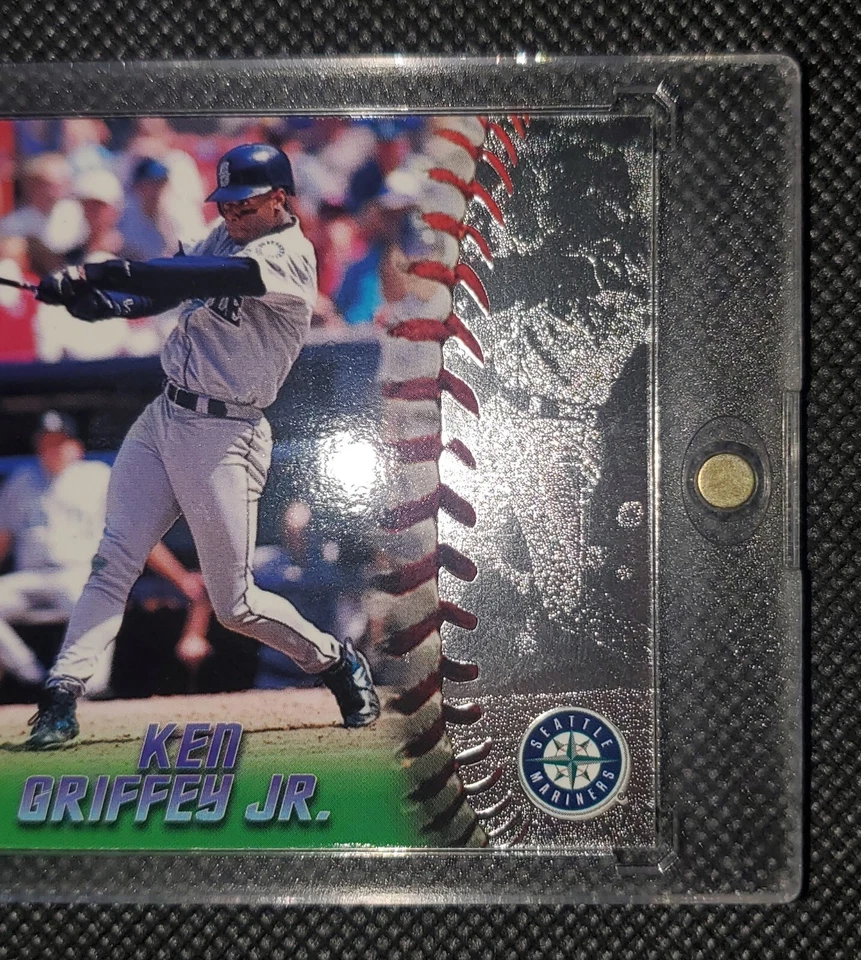 KEN
GRIFFEY JR.
SEATTLE
MARINERS
®